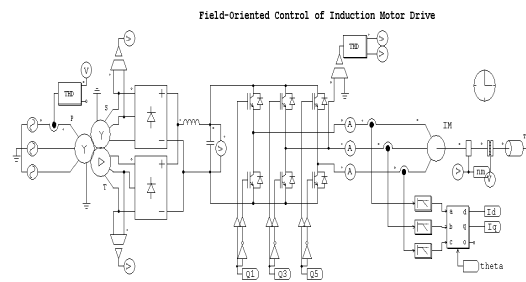 Field-Oriented Control of Induction Motor Drive
THD
V
THD
P
S
T
IM
A
A
A
nm
T
a
b
c
d
q
o
Id
Iq
theta
Q1
Q3
Q5